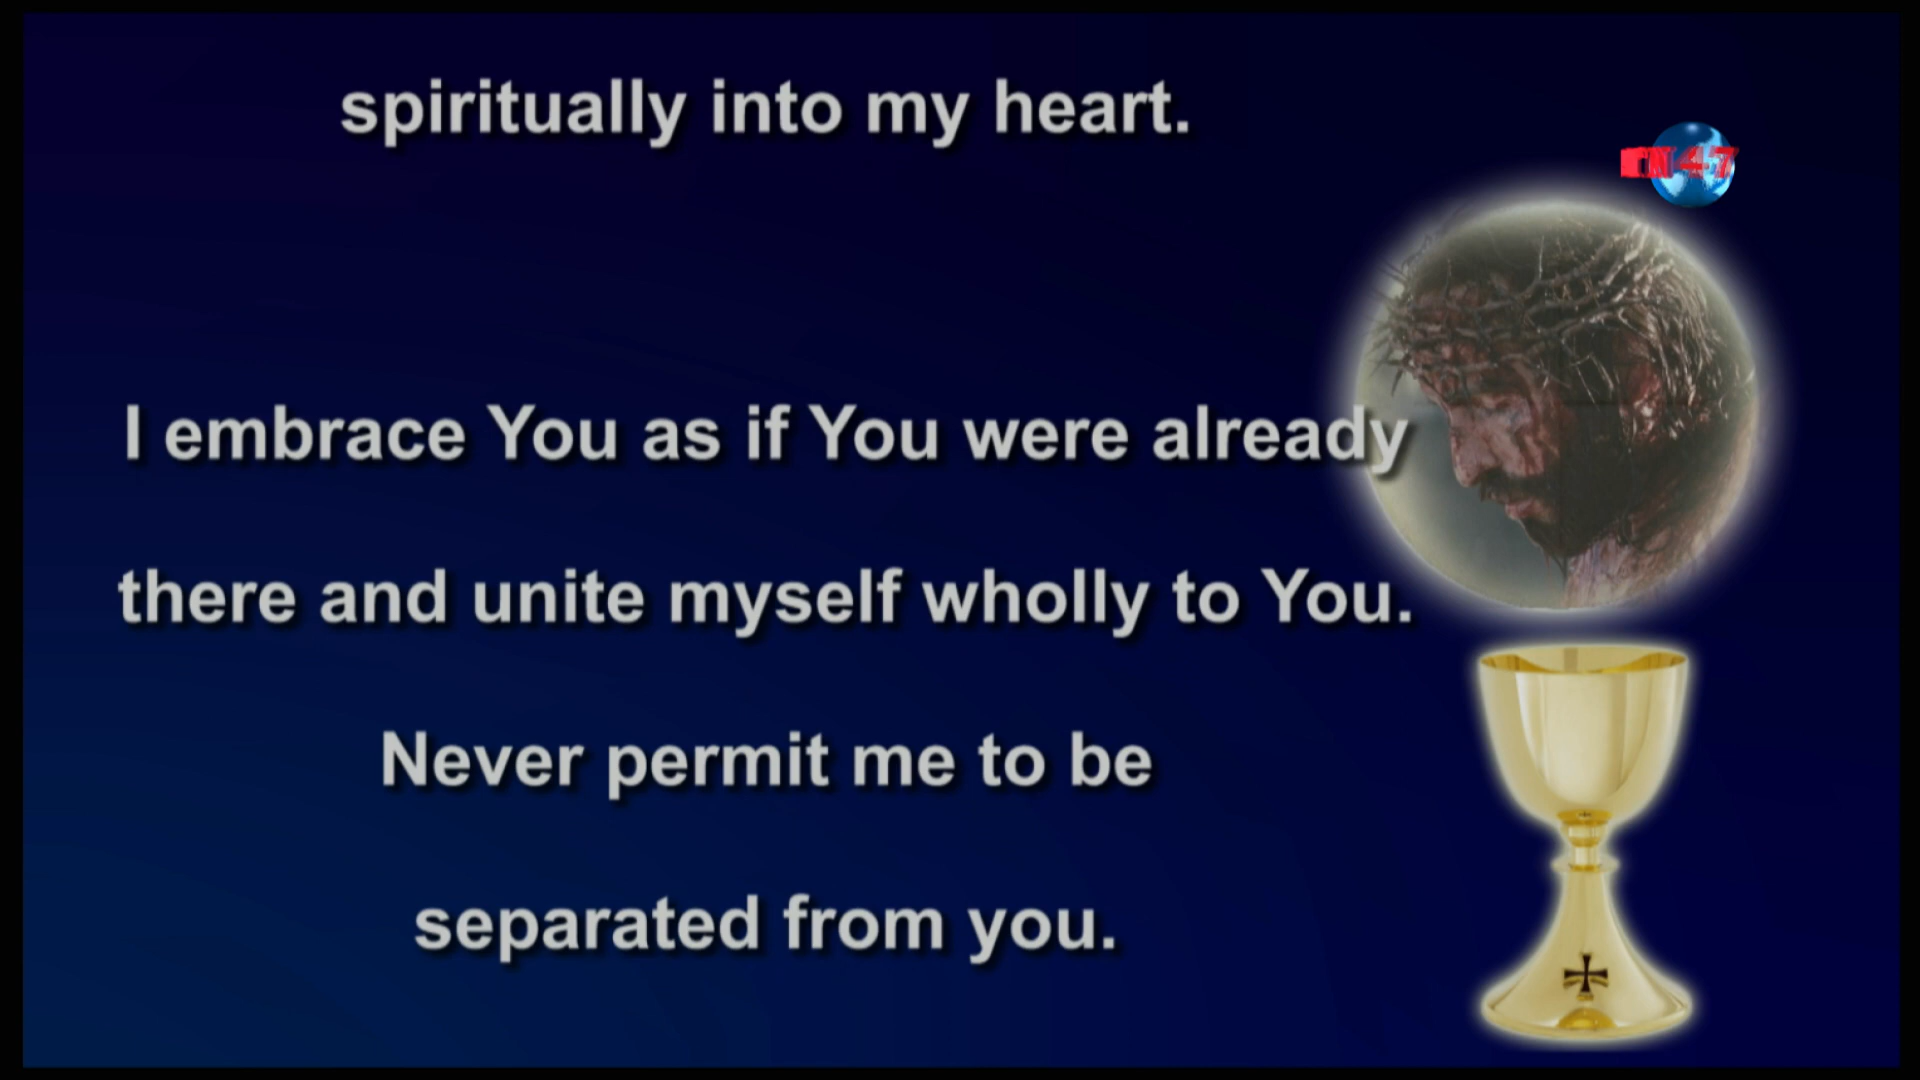 spiritually into my heart.
I embrace You as if You were already
there and unite myself wholly to You.
Never permit me to be
separated from you.